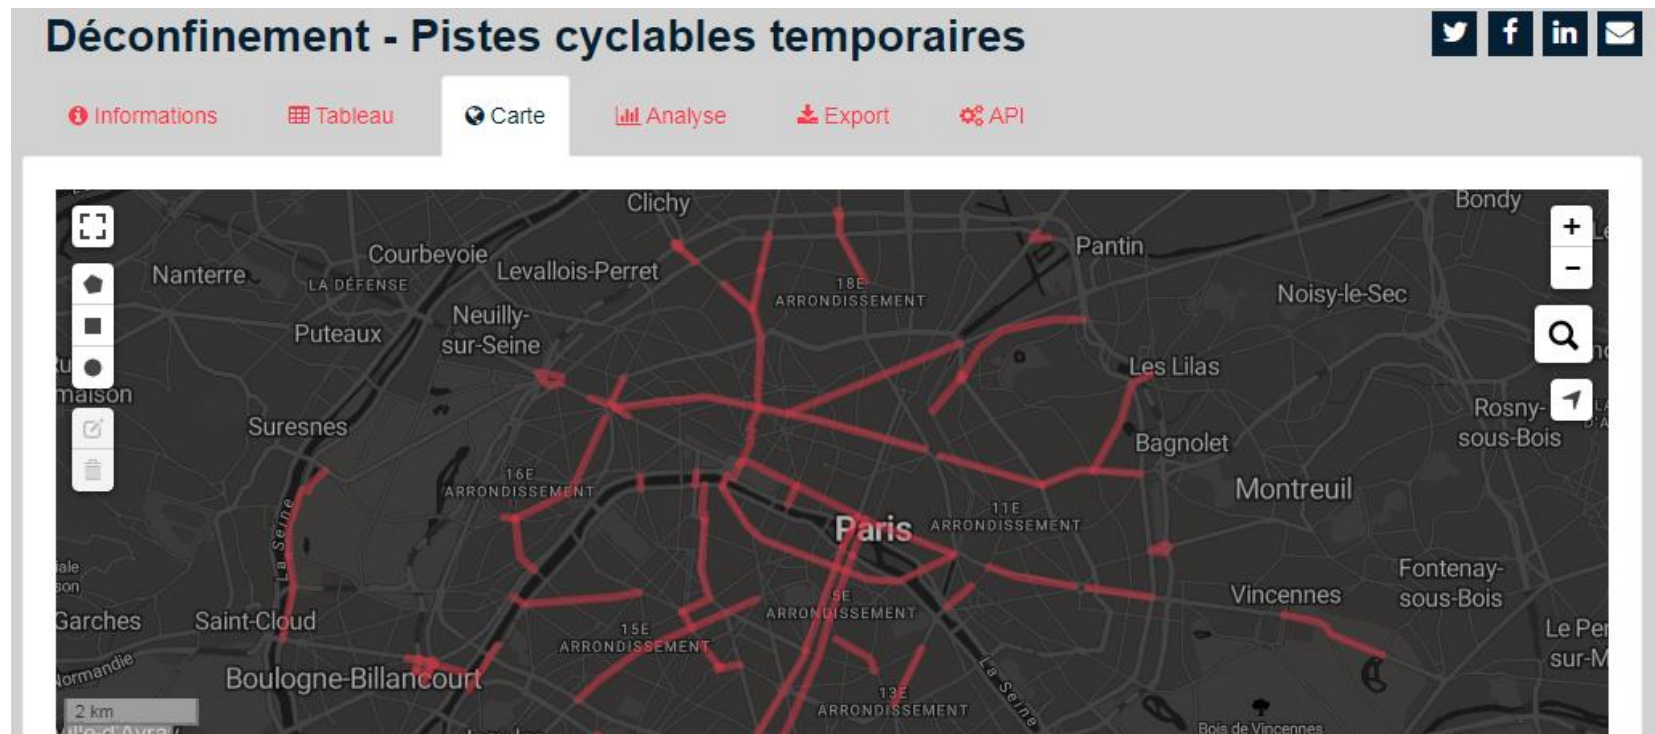 Déconfinement - Pistes cyclables temporaires
Informations
Tableau
Carte
Analyse
Export
API
Clichy
Bondy
Courbevoie
Pantin
Nanterre
LA DÉFENSE
Levallois-Perret
18E
ARRONDISSEMENT
Noisy-le-Sec
Puteaux
Neuilly-
sur-Seine
Les Lilas
Suresnes
Rosny-
sous-Bois
Bagnolet
16E
ARRONDISSEMENT
Montreuil
La Seine
Paris
11E
ARRONDISSEMENT
Garches
Saint-Cloud
Vincennes
Fontenay-
sous-Bois
5E
ARRONDISSEMENT
15E
ARRONDISSEMENT
Le Per
sur-M
Normandie
Boulogne-Billancourt
La Seine
13E
ARRONDISSEMENT
2 km
Bois de Vincennes